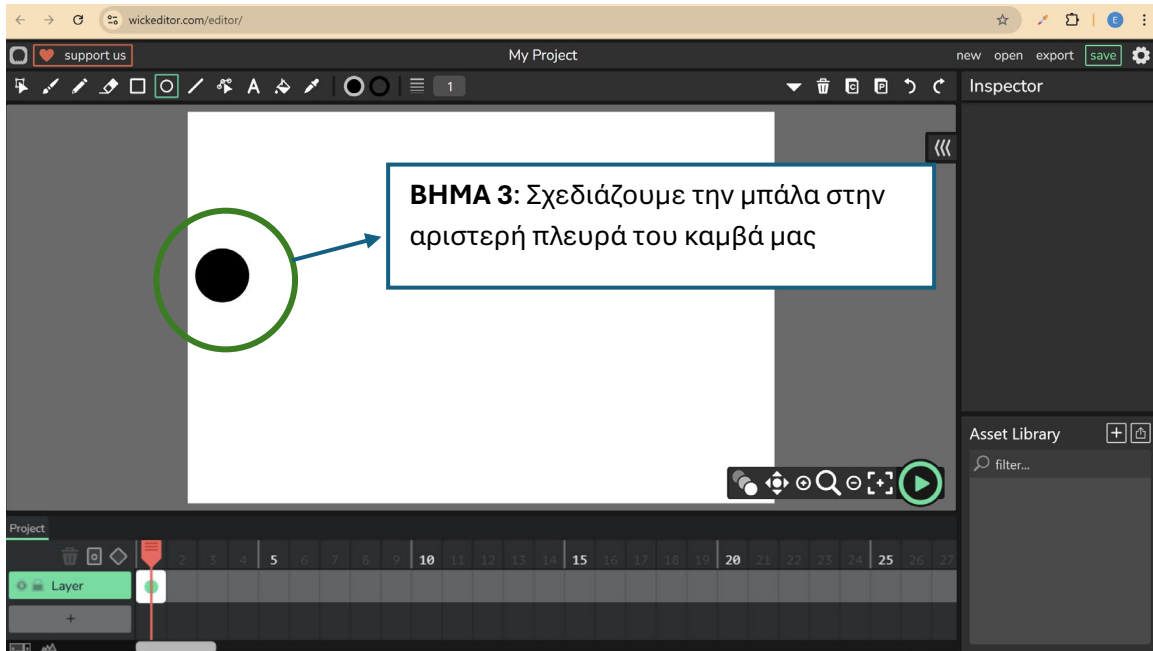 wickeditor.com/editor/
E
support us
My Project
new open export save
A
1
C
P
Inspector
ΒΗΜΑ 3: Σχεδιάζουμε την μπάλα στην
αριστερή πλευρά του καμβά μας
Asset Library
filter...
Project
2 3 4 5 6 7 8 9 10 11 12 13 14 15 16 17 18 19 20 21 22 23 24 25 26 27
Layer
+